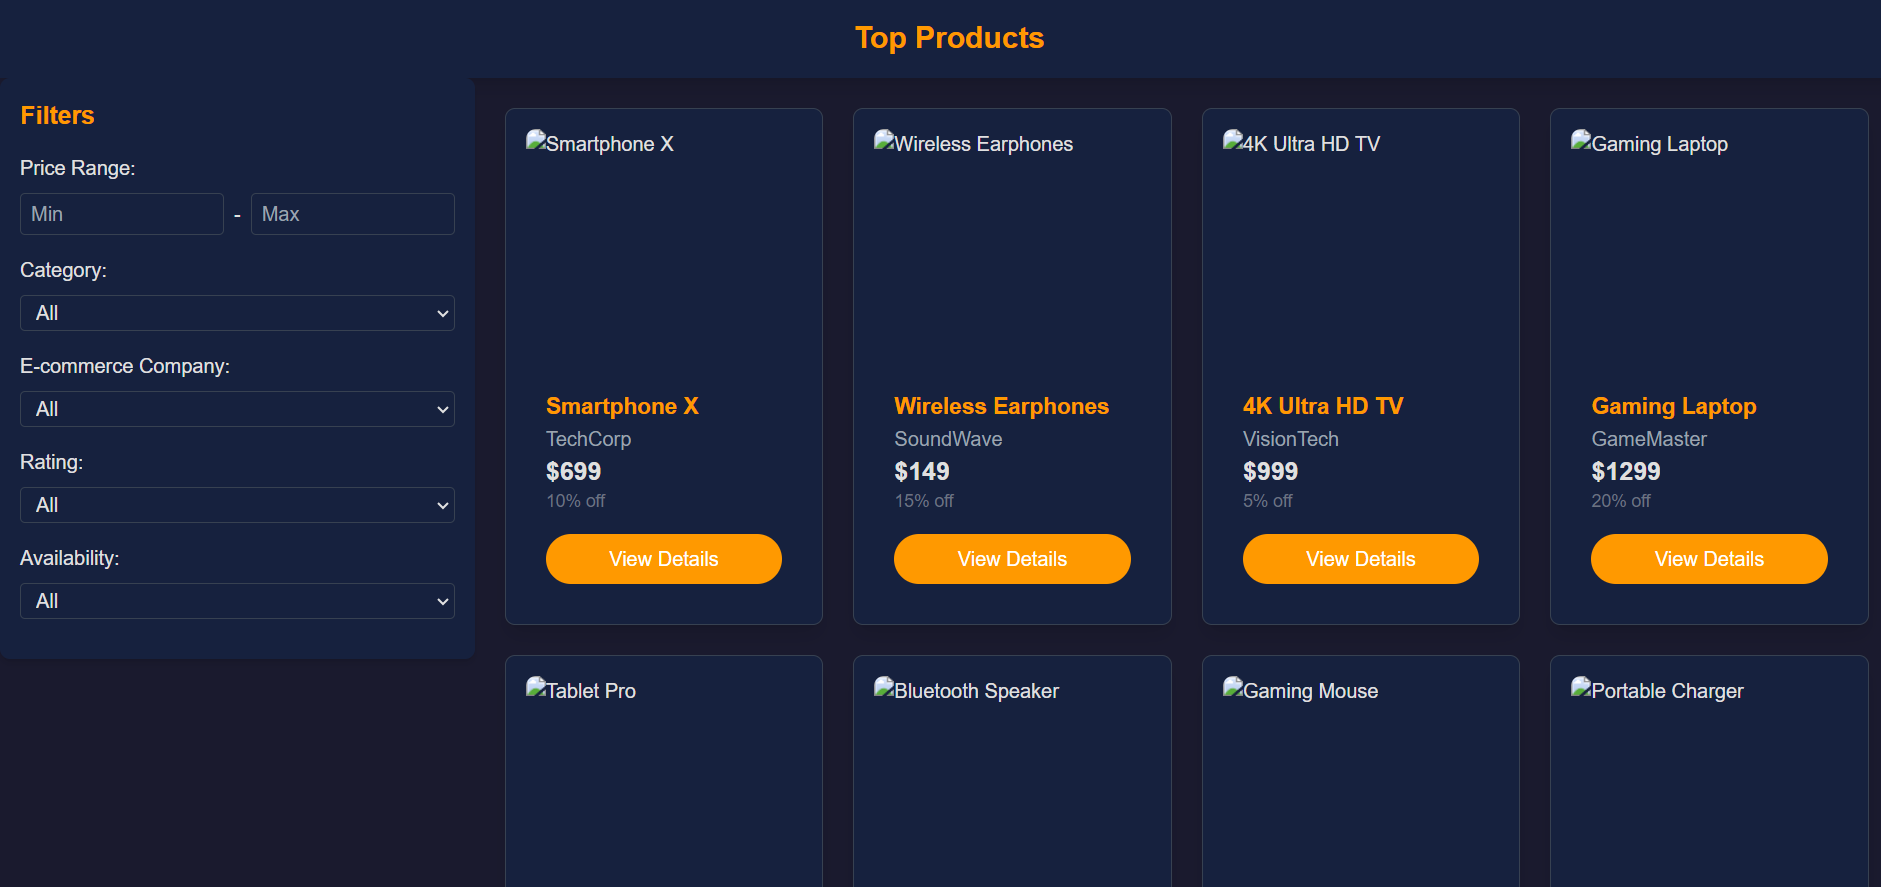 Top Products
Filters
Price Range:
Min - Max
Category:
All
E-commerce Company:
All
Rating:
All
Availability:
All
Smartphone X
Smartphone X
TechCorp
$699
10% off
View Details
Wireless Earphones
Wireless Earphones
SoundWave
$149
15% off
View Details
4K Ultra HD TV
4K Ultra HD TV
VisionTech
$999
5% off
View Details
Gaming Laptop
Gaming Laptop
GameMaster
$1299
20% off
View Details
Tablet Pro
Bluetooth Speaker
Gaming Mouse
Portable Charger